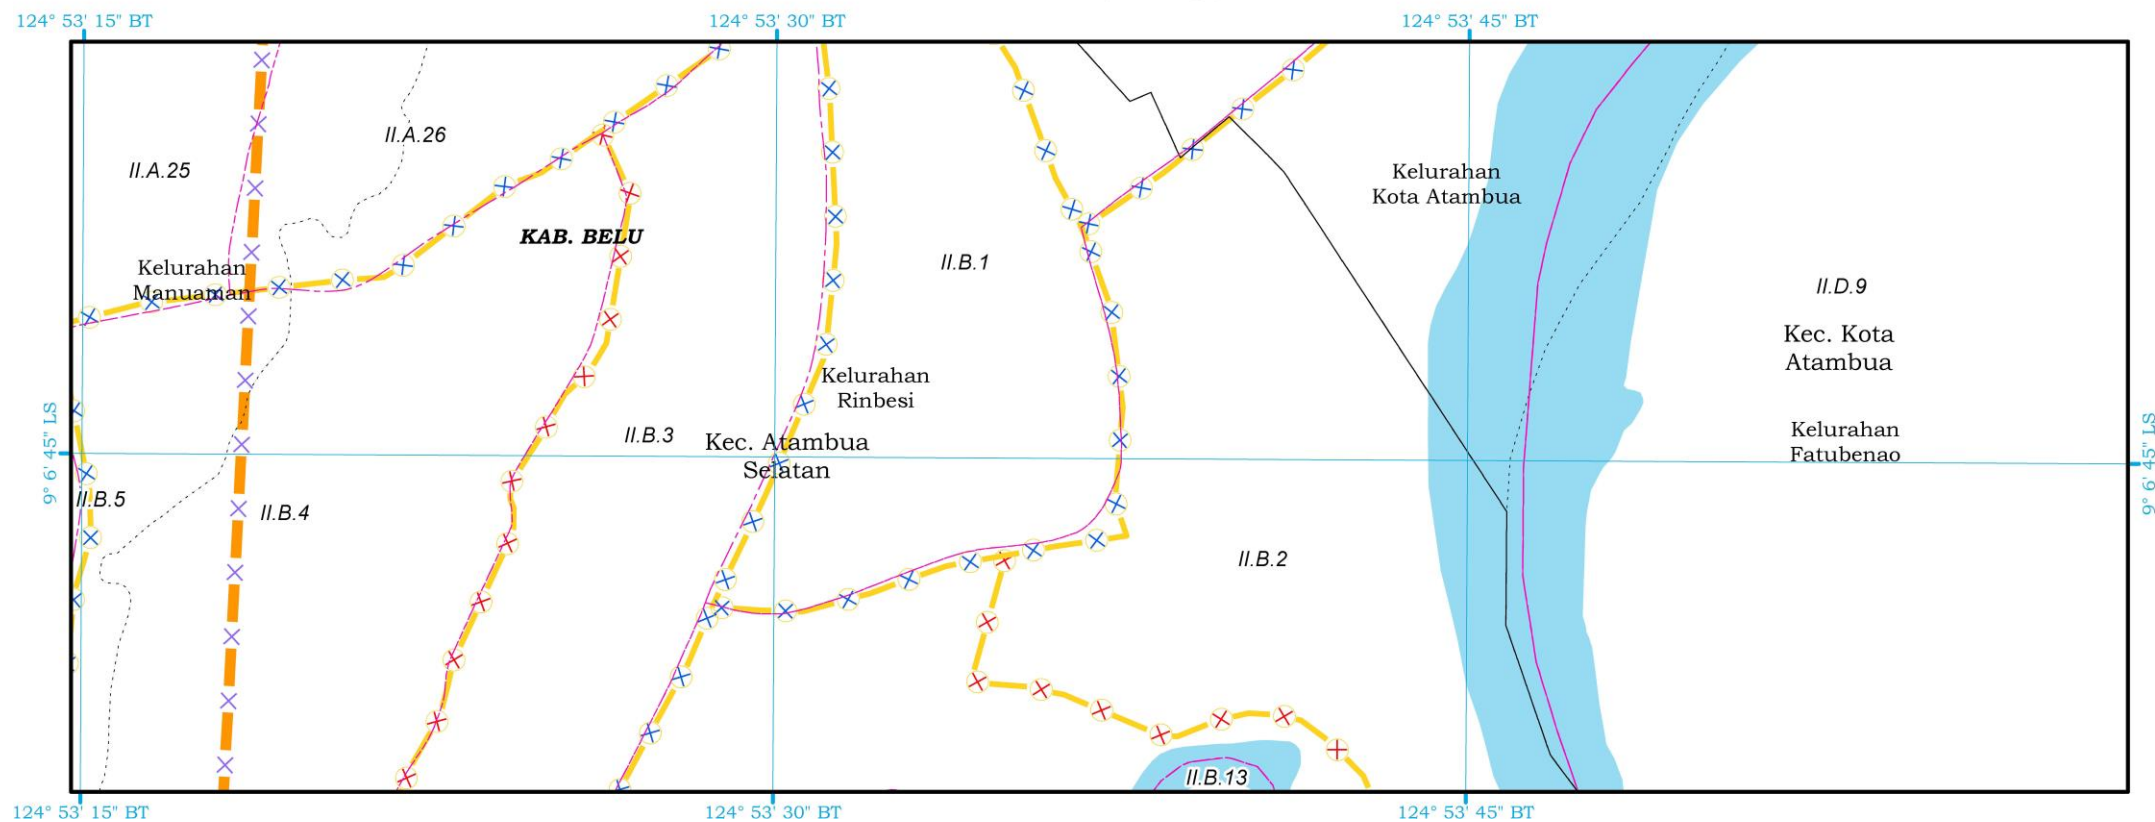 124° 53' 15" BT
124° 53' 30" BT
124° 53' 45" BT
II.A.26
II.A.25
Kelurahan
Kota Atambua
KAB. BELU
II.B.1
Kelurahan
Manuaman
II.D.9
Kec. Kota
Atambua
Kelurahan
Rinbesi
II.B.3
Kec. Atambua
Selatan
Kelurahan
Fatubenao
9° 6' 45" LS
9° 6' 45" LS
II.B.5
II.B.4
II.B.2
II.B.13
124° 53' 15" BT
124° 53' 30" BT
124° 53' 45" BT